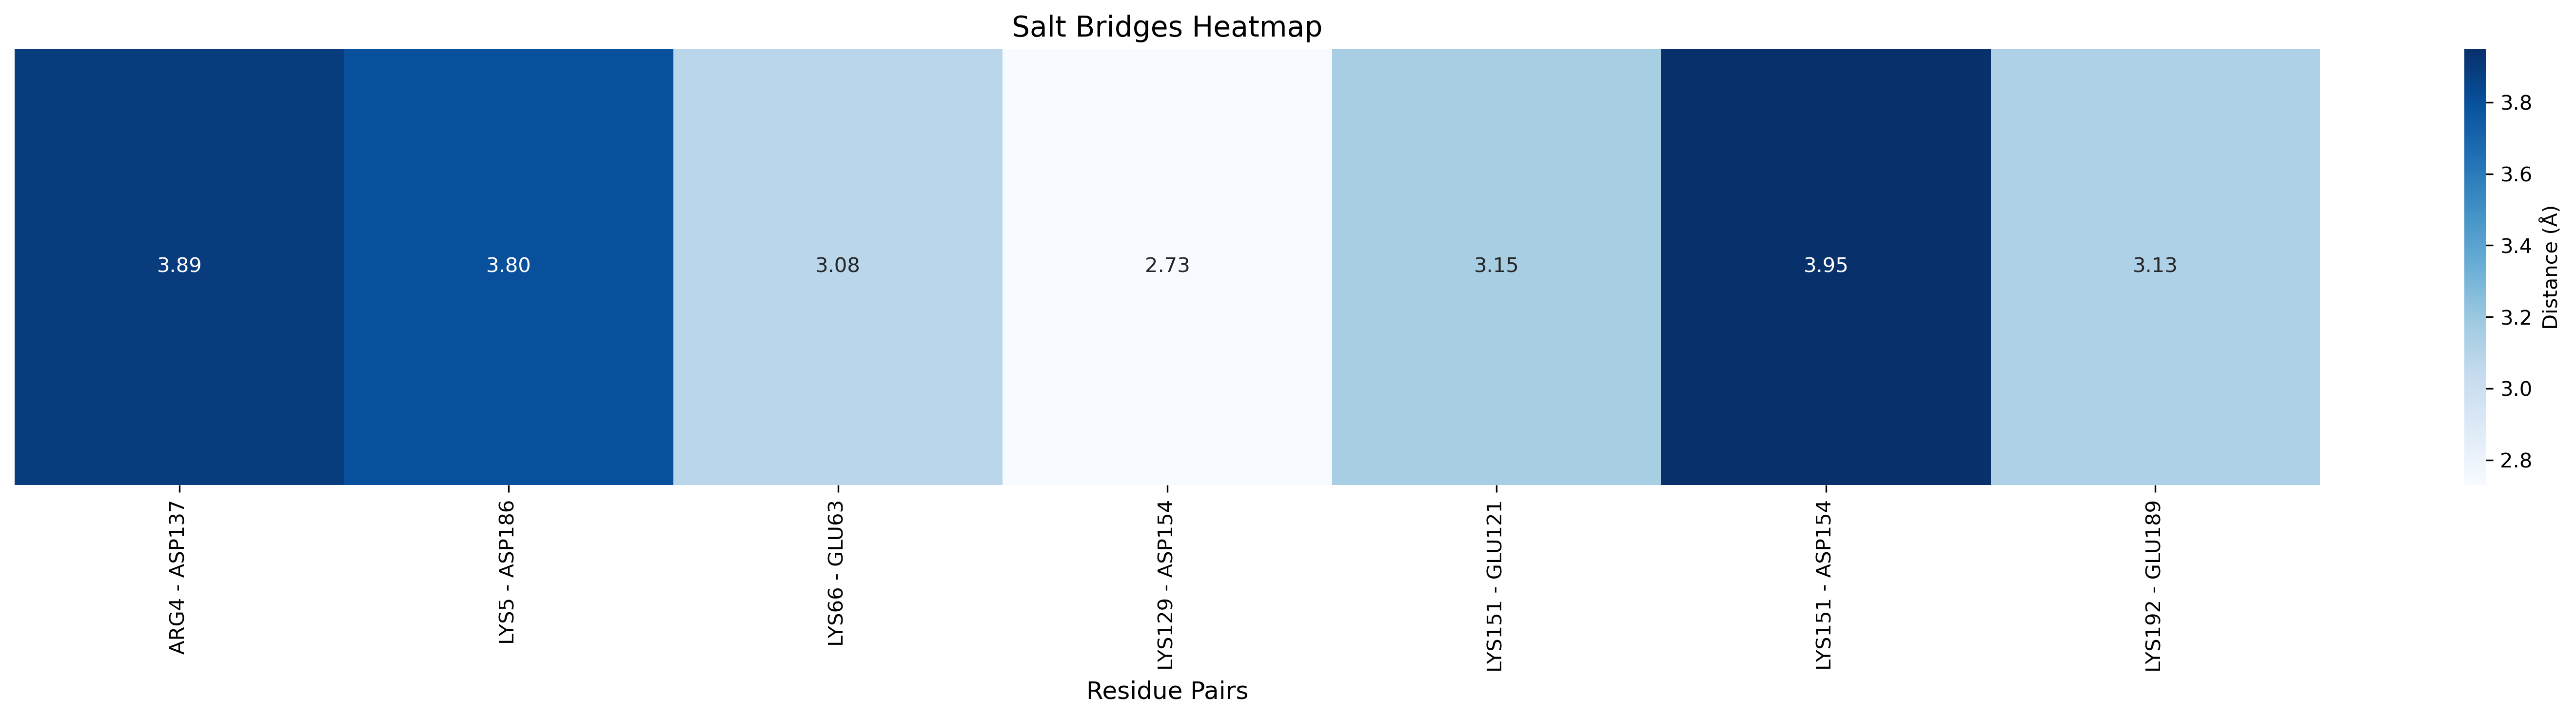 Salt Bridges Heatmap
3.89
3.80
3.08
2.73
3.15
3.95
3.13
ARG4 - ASP137
LYS5 - ASP186
LYS66 - GLU63
LYS129 - ASP154
LYS151 - GLU121
LYS151 - ASP154
LYS192 - GLU189
Residue Pairs
3.8
3.6
3.4
3.2
3.0
2.8
Distance (Å)